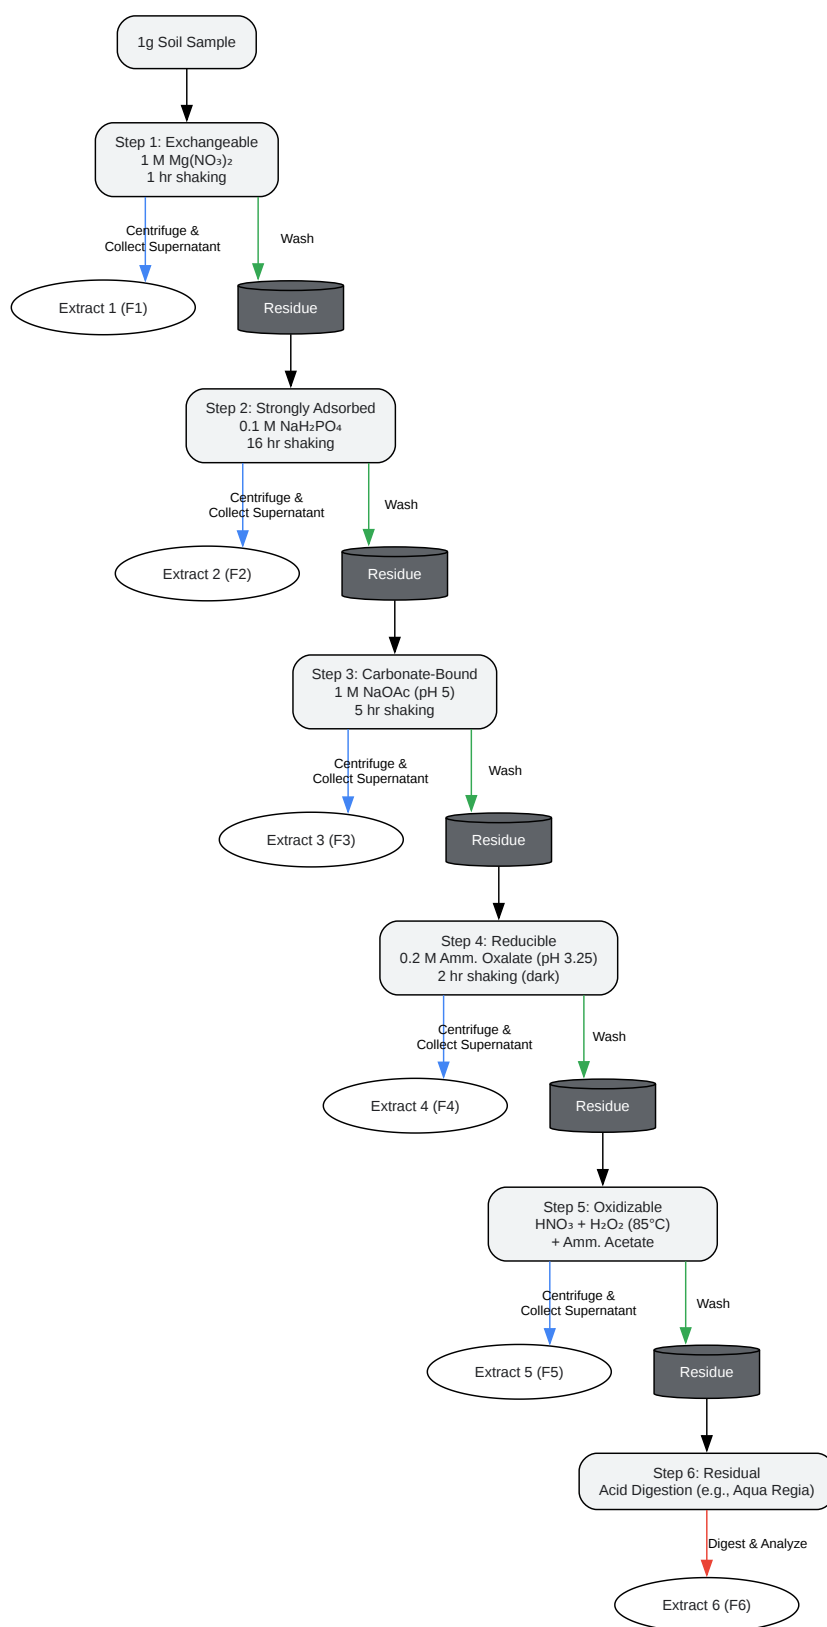 1g Soil Sample
Step 1: Exchangeable
1 M Mg(NO₃)₂
1 hr shaking
Centrifuge &
Collect Supernatant
Wash
Extract 1 (F1)
Residue
Step 2: Strongly Adsorbed
0.1 M NaH₂PO₄
16 hr shaking
Centrifuge &
Collect Supernatant
Wash
Extract 2 (F2)
Residue
Step 3: Carbonate-Bound
1 M NaOAc (pH 5)
5 hr shaking
Centrifuge &
Collect Supernatant
Wash
Extract 3 (F3)
Residue
Step 4: Reducible
0.2 M Amm. Oxalate (pH 3.25)
2 hr shaking (dark)
Centrifuge &
Collect Supernatant
Wash
Extract 4 (F4)
Residue
Step 5: Oxidizable
HNO₃ + H₂O₂ (85°C)
+ Amm. Acetate
Centrifuge &
Collect Supernatant
Wash
Extract 5 (F5)
Residue
Step 6: Residual
Acid Digestion (e.g., Aqua Regia)
Digest & Analyze
Extract 6 (F6)